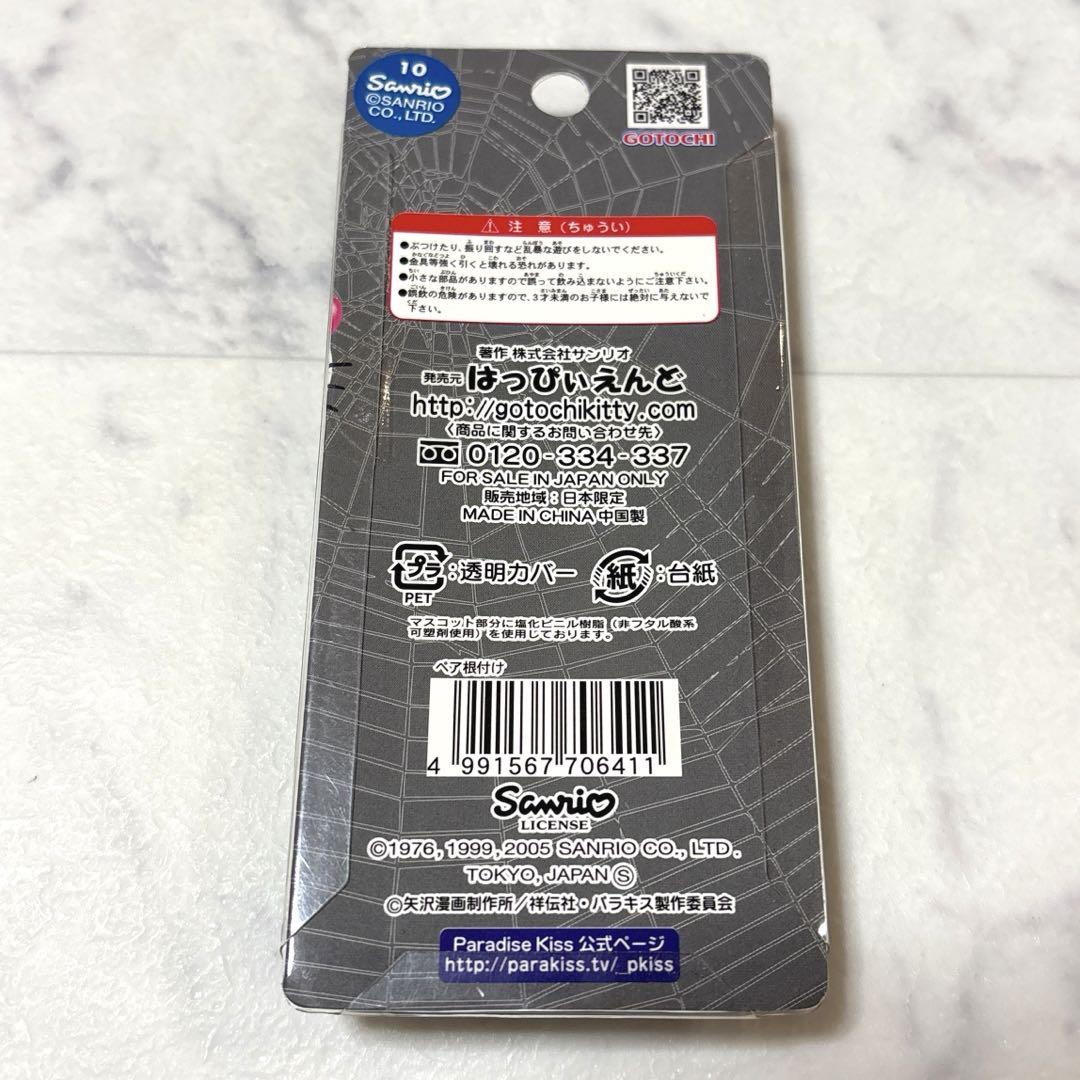 10
Sanrio
©SANRIO
CO., LTD.
GOTOCHI
⚠ 注 意 (ちゅうい)
●ぶつけたり、振り回すなど乱暴な遊びをしないでください。
●金具等強く引くと壊れる恐れがあります。
●小さな部品がありますので誤って飲み込まないようにご注意下さい。
●誤飲の危険がありますので、3才未満のお子様には絶対に与えないで
下さい。
著作 株式会社サンリオ
発売元 はっぴぃえんど
http://gotochikitty.com
〈商品に関するお問い合わせ先〉
0120-334-337
FOR SALE IN JAPAN ONLY
販売地域：日本限定
MADE IN CHINA 中国製
プラ：透明カバー 紙：台紙
PET
マスコット部分に塩化ビニル樹脂（非フタル酸系
可塑剤使用）を使用しております。
ペア根付け
4 991567 706411
Sanrio
LICENSE
©1976, 1999, 2005 SANRIO CO., LTD.
TOKYO, JAPAN Ⓢ
©矢沢漫画制作所／祥伝社・パラキス製作委員会
Paradise Kiss 公式ページ
http://parakiss.tv/_pkiss